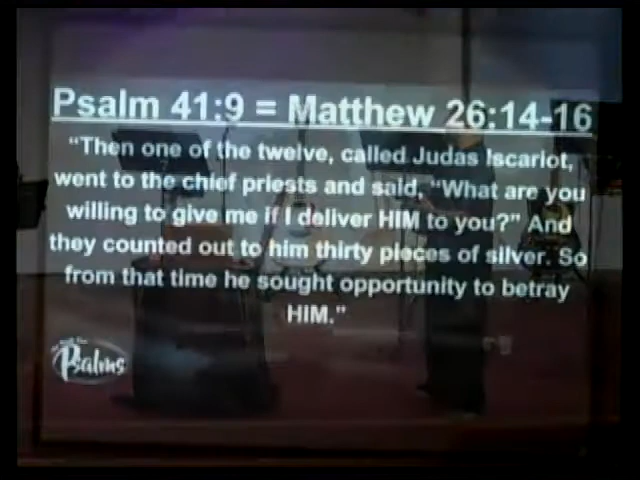 Psalm 41:9 = Matthew 26:14-16
“Then one of the twelve, called Judas Iscariot,
went to the chief priests and said, “What are you
willing to give me if I deliver HIM to you?” And
they counted out to him thirty pieces of silver. So
from that time he sought opportunity to betray
HIM.”
Psalms